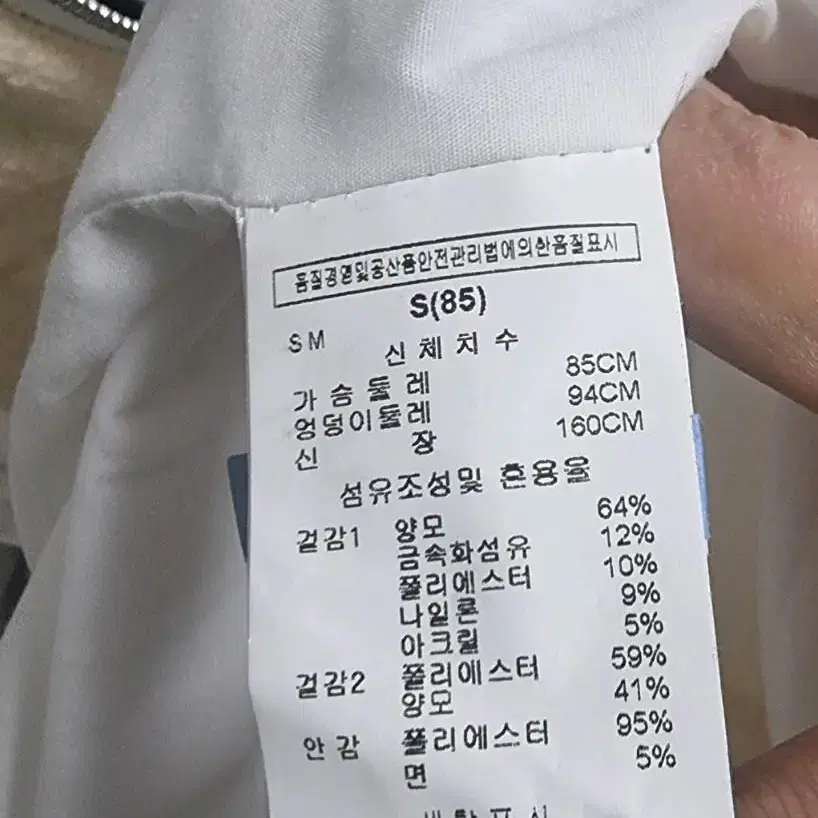 품질경영및공산품안전관리법에의한품질표시
S(85)
SM
신체치수
가슴둘레 85CM
엉덩이둘레 94CM
신장 160CM
섬유조성및 혼용율
겉감1 양모 64%
금속화섬유 12%
폴리에스터 10%
나일론 9%
아크릴 5%
겉감2 폴리에스터 59%
양모 41%
안감 폴리에스터 95%
면 5%